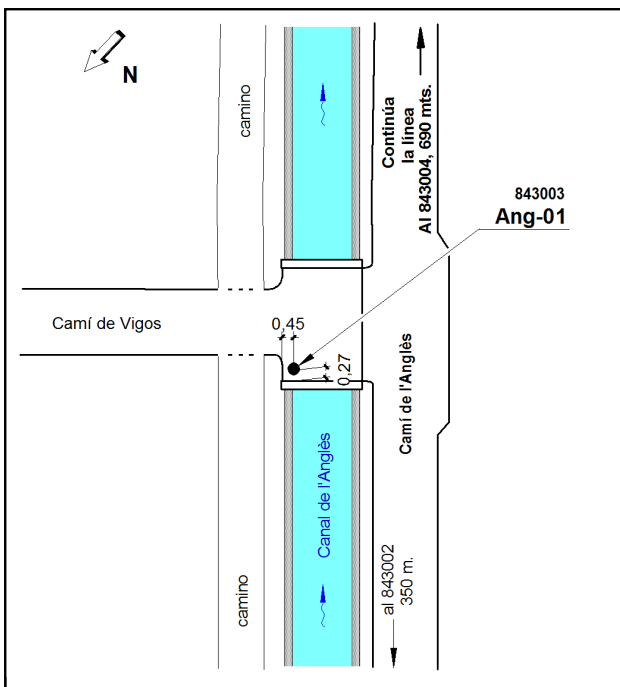 N
camino
Continúa
la línea
Al 843004, 690 mts.
843003
Ang-01
Camí de Vigos
0,45
0,27
Camí de l'Anglès
Canal de l'Anglès
camino
al 843002
350 m.